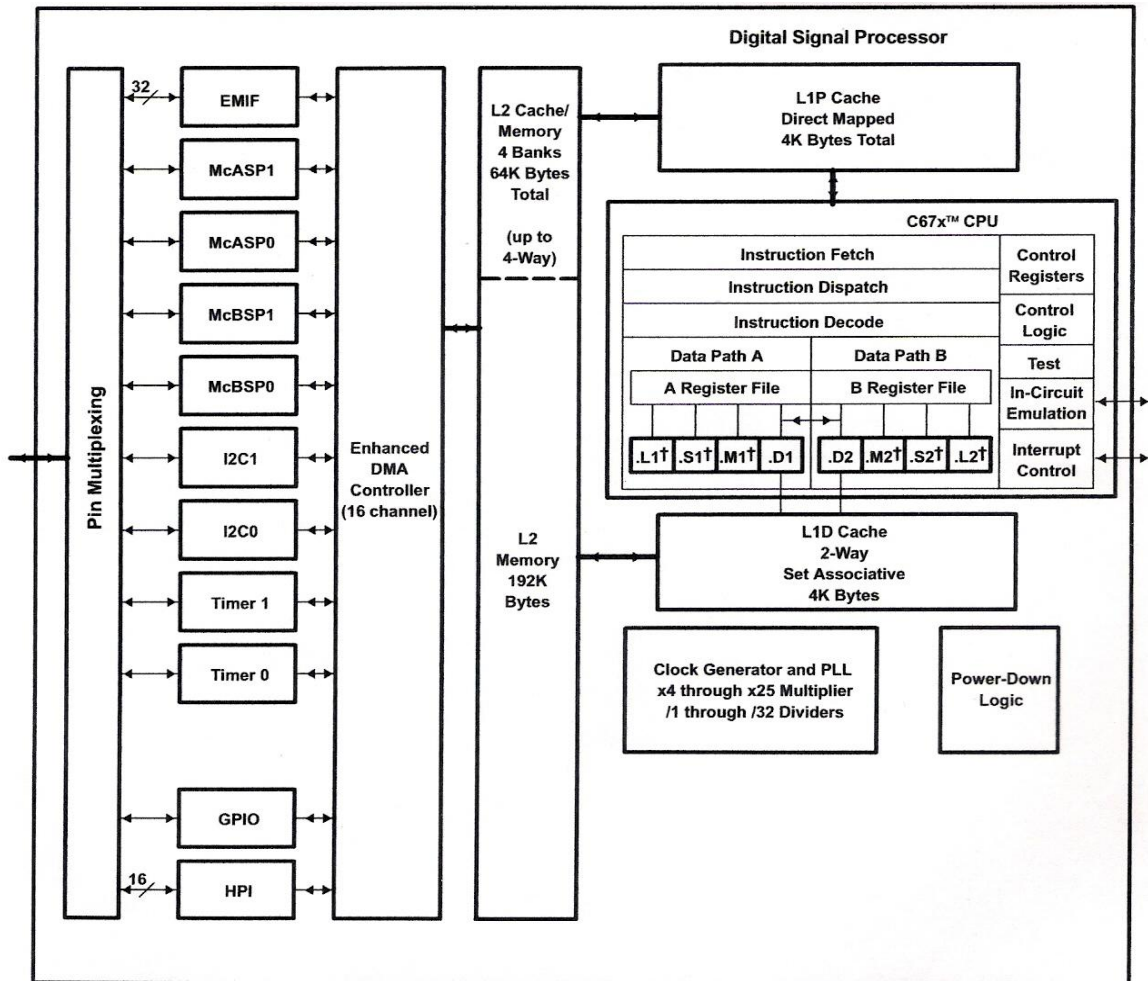 Digital Signal Processor
Pin Multiplexing
32
EMIF
McASP1
McASP0
McBSP1
McBSP0
I2C1
I2C0
Timer 1
Timer 0
GPIO
16
HPI
Enhanced
DMA
Controller
(16 channel)
L2 Cache/
Memory
4 Banks
64K Bytes
Total
(up to
4-Way)
L2
Memory
192K
Bytes
L1P Cache
Direct Mapped
4K Bytes Total
C67x™ CPU
Instruction Fetch
Instruction Dispatch
Instruction Decode
Data Path A
Data Path B
A Register File
B Register File
.L1†
.S1†
.M1†
.D1
.D2
.M2†
.S2†
.L2†
Control
Registers
Control
Logic
Test
In-Circuit
Emulation
Interrupt
Control
L1D Cache
2-Way
Set Associative
4K Bytes
Clock Generator and PLL
x4 through x25 Multiplier
/1 through /32 Dividers
Power-Down
Logic